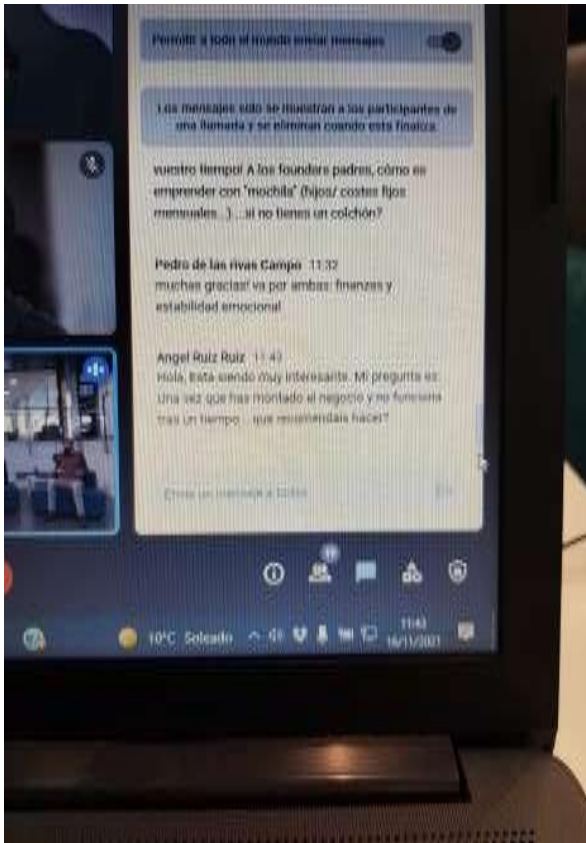 Permitir a todo el mundo enviar mensajes
Los mensajes solo se muestran a los participantes de
una llamada y se eliminan cuando esta finaliza.
vuestro tiempo! A los founders padres, cómo es
emprender con "mochila" (hijos/ costes fijos
mensuales...)....si no tienes un colchón?
Pedro de las rivas Campo 11:32
muchas gracias! va por ambas: finanzas y
estabilidad emocional
Angel Ruiz Ruiz 11:43
Hola, Está siendo muy interesante. Mi pregunta es:
Una vez que has montado el negocio y no funciona
tras un tiempo... que recomendáis hacer?
Envía un mensaje a todos
10°C Soleado
11:43
16/11/2021